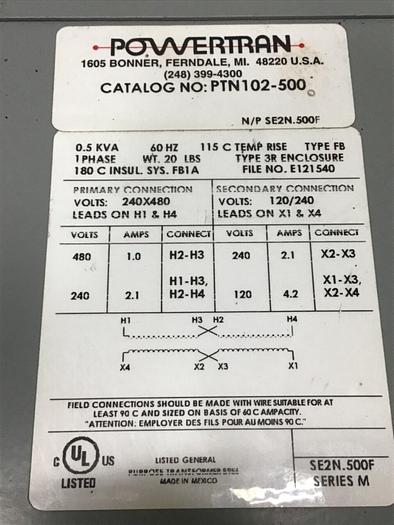 POWERTRAN
1605 BONNER, FERNDALE, MI. 48220 U.S.A.
(248) 399-4300
CATALOG NO: PTN102-500
N/P SE2N.500F
0.5 KVA 60 HZ 115 C TEMP RISE TYPE FB
1 PHASE WT. 20 LBS TYPE 3R ENCLOSURE
180 C INSUL. SYS. FB1A FILE NO. E121540
PRIMARY CONNECTION SECONDARY CONNECTION
VOLTS: 240X480 VOLTS: 120/240
LEADS ON H1 & H4 LEADS ON X1 & X4
VOLTS AMPS CONNECT VOLTS AMPS CONNECT
480 1.0 H2-H3 240 2.1 X2-X3
H1-H3, X1-X3,
240 2.1 H2-H4 120 4.2 X2-X4
H1 H3 H2 H4
X4 X2 X3 X1
FIELD CONNECTIONS SHOULD BE MADE WITH WIRE SUITABLE FOR AT
LEAST 90 C AND SIZED ON BASIS OF 60 C AMPACITY.
"ATTENTION: EMPLOYER DES FILS POUR AU MOINS 90 C."
C UL US
LISTED
LISTED GENERAL
PURPOSE TRANSFORMER
MADE IN MEXICO
SE2N.500F
SERIES M